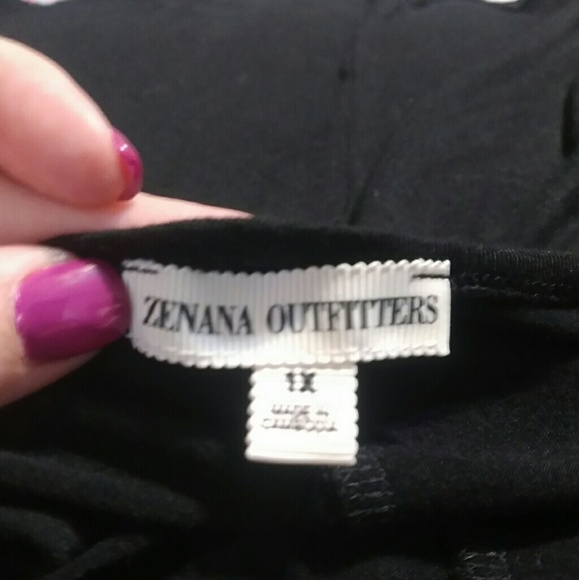 ZENANA OUTFITTERS
1X
MADE IN
CAMBODIA